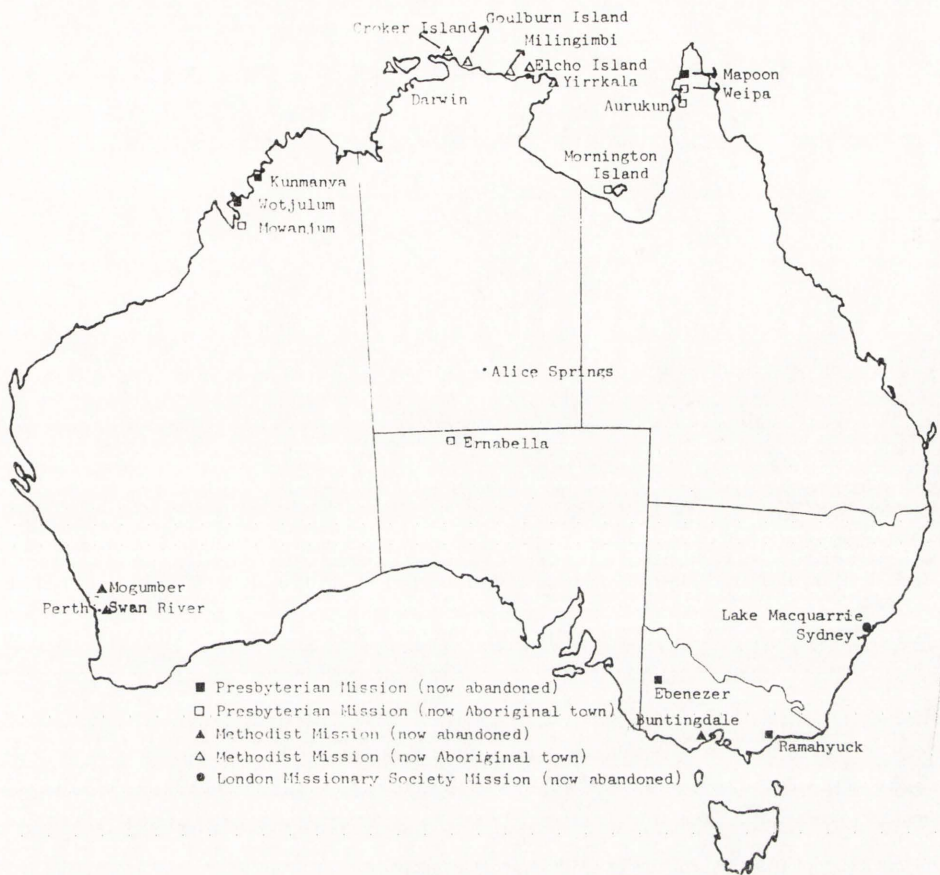 Croker Island
Goulburn Island
Milingimbi
Elcho Island
Yirrkala
Darwin
Mapoon
Weipa
Aurukun
Mornington
Island
Kunmanya
Wotjulum
Mowanjum
Alice Springs
Ernabella
Mogumber
Perth
Swan River
Lake Macquarrie
Sydney
Ebenezer
Buntingdale
Ramahyuck
Presbyterian Mission (now abandoned)
Presbyterian Mission (now Aboriginal town)
Methodist Mission (now abandoned)
Methodist Mission (now Aboriginal town)
London Missionary Society Mission (now abandoned)